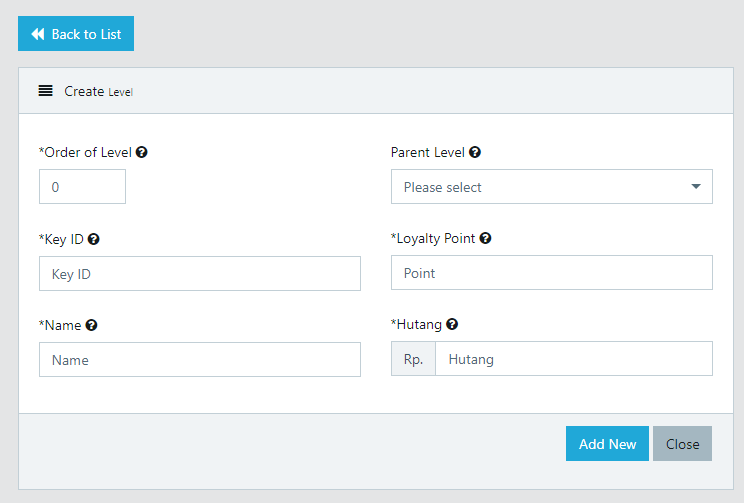 Back to List
Create Level
*Order of Level
Parent Level
0
Please select
*Key ID
*Loyalty Point
Key ID
Point
*Name
*Hutang
Name
Rp. Hutang
Add New Close